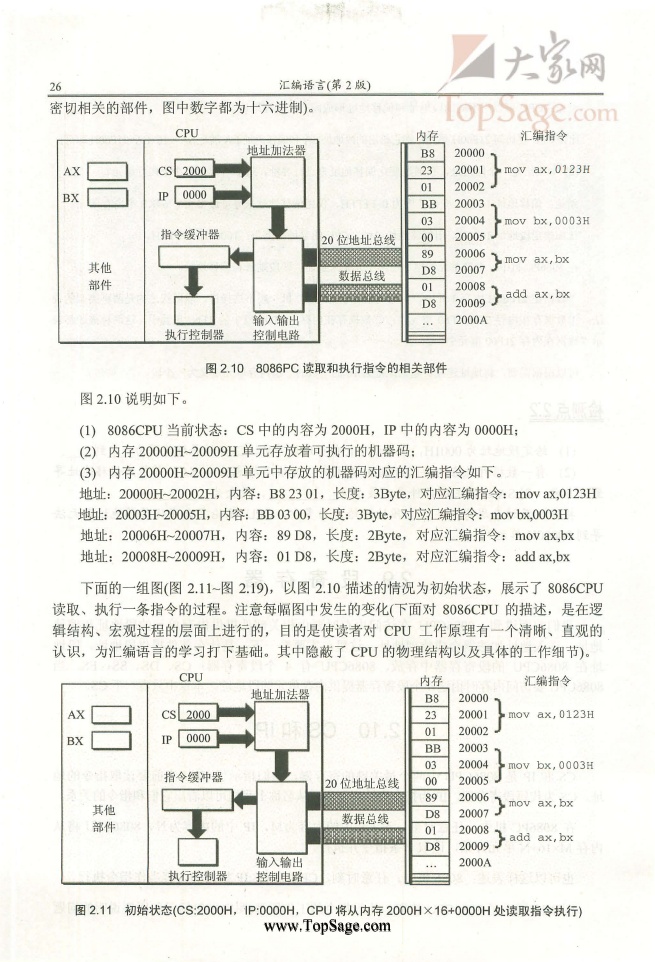 大家网
TopSage.com
26
汇编语言(第 2 版)
密切相关的部件，图中数字都为十六进制)。
CPU
地址加法器
内存
汇编指令
AX
BX
CS 2000
IP 0000
指令缓冲器
其他
部件
执行控制器
输入输出
控制电路
20 位地址总线
数据总线
B8 20000
23 20001 mov ax,0123H
01 20002
BB 20003
03 20004 mov bx,0003H
00 20005
89 20006 mov ax,bx
D8 20007
01 20008 add ax,bx
D8 20009
… 2000A
图 2.10 8086PC 读取和执行指令的相关部件
图 2.10 说明如下。
(1) 8086CPU 当前状态：CS 中的内容为 2000H，IP 中的内容为 0000H；
(2) 内存 20000H~20009H 单元存放着可执行的机器码；
(3) 内存 20000H~20009H 单元中存放的机器码对应的汇编指令如下。
地址：20000H~20002H，内容：B8 23 01，长度：3Byte，对应汇编指令：mov ax,0123H
地址：20003H~20005H，内容：BB 03 00，长度：3Byte，对应汇编指令：mov bx,0003H
地址：20006H~20007H，内容：89 D8，长度：2Byte，对应汇编指令：mov ax,bx
地址：20008H~20009H，内容：01 D8，长度：2Byte，对应汇编指令：add ax,bx
下面的一组图(图 2.11~图 2.19)，以图 2.10 描述的情况为初始状态，展示了 8086CPU
读取、执行一条指令的过程。注意每幅图中发生的变化(下面对 8086CPU 的描述，是在逻
辑结构、宏观过程的层面上进行的，目的是使读者对 CPU 工作原理有一个清晰、直观的
认识，为汇编语言的学习打下基础。其中隐蔽了 CPU 的物理结构以及具体的工作细节)。
CPU
地址加法器
内存
汇编指令
AX
BX
CS 2000
IP 0000
指令缓冲器
其他
部件
执行控制器
输入输出
控制电路
20 位地址总线
数据总线
B8 20000
23 20001 mov ax,0123H
01 20002
BB 20003
03 20004 mov bx,0003H
00 20005
89 20006 mov ax,bx
D8 20007
01 20008 add ax,bx
D8 20009
… 2000A
图 2.11 初始状态(CS:2000H，IP:0000H，CPU 将从内存 2000H×16+0000H 处读取指令执行)
www.TopSage.com